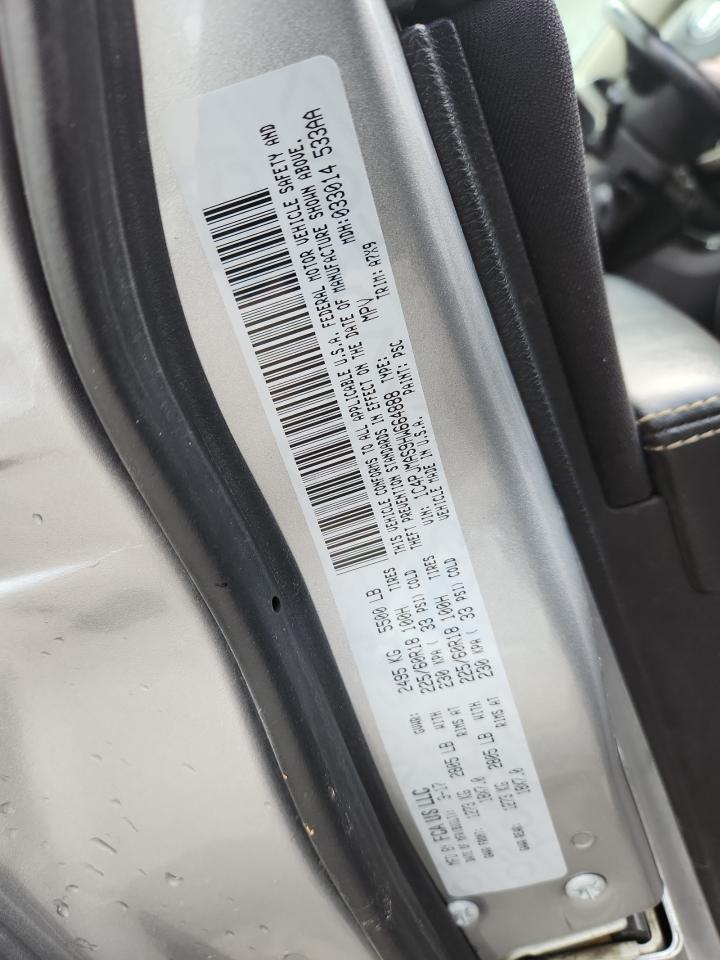 MFD BY: FCA US LLC
DATE OF MFR: 3-17 GVWR: 2495 KG 5500 LB
GAWR FRONT: 1273 KG 2805 LB WITH 225/60R18 100H TIRES
18X7.0 RIMS AT 230 KPA( 33 PSI) COLD
GAWR REAR: 1273 KG 2805 LB WITH 225/60R18 100H TIRES
18X7.0 RIMS AT 230 KPA( 33 PSI) COLD
THIS VEHICLE CONFORMS TO ALL APPLICABLE U.S.A. FEDERAL MOTOR VEHICLE SAFETY AND
THEFT PREVENTION STANDARDS IN EFFECT ON THE DATE OF MANUFACTURE SHOWN ABOVE.
VIN: 1C4PJMAS9HW664888 TYPE: MPV MDH:033014 533AA
VEHICLE MADE IN U.S.A. PAINT: PSC TRIM: A7X9